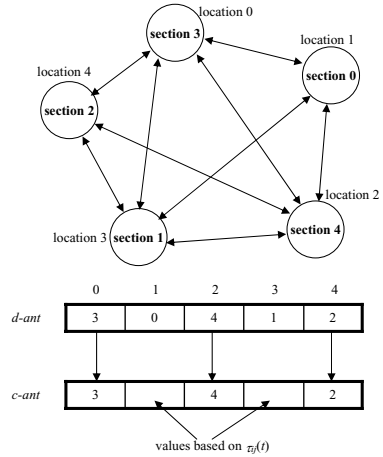 location 0
section 3
location 1
section 0
location 4
section 2
location 2
section 4
location 3
section 1
0 1 2 3 4
d-ant 3 0 4 1 2
c-ant 3 4 2
values based on τij(t)